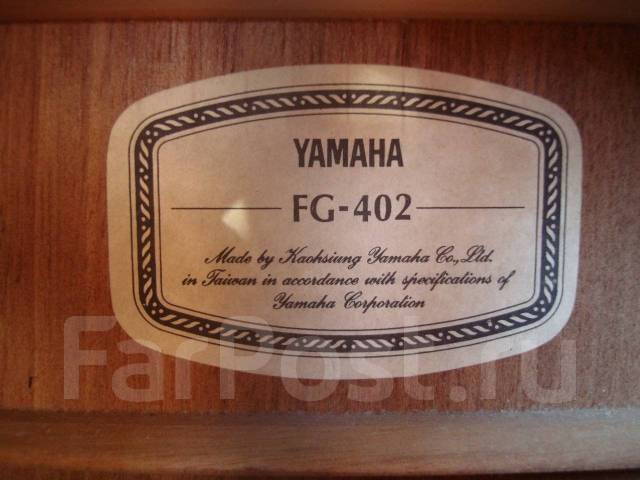 YAMAHA
FG-402
Made by Kaohsiung Yamaha Co., Ltd.
in Taiwan in accordance with specifications of
Yamaha Corporation
FarPost.ru